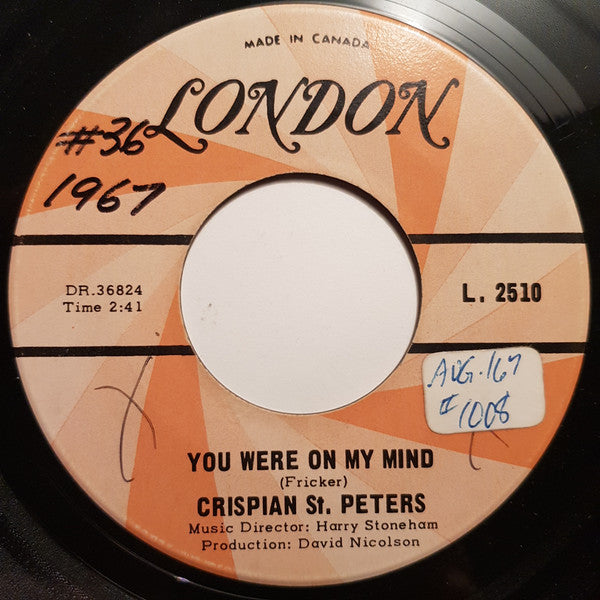 MADE IN CANADA
LONDON
#36
1967
DR.36824
Time 2:41
L. 2510
AUG·167
#1008
YOU WERE ON MY MIND
(Fricker)
CRISPIAN St. PETERS
Music Director: Harry Stoneham
Production: David Nicolson